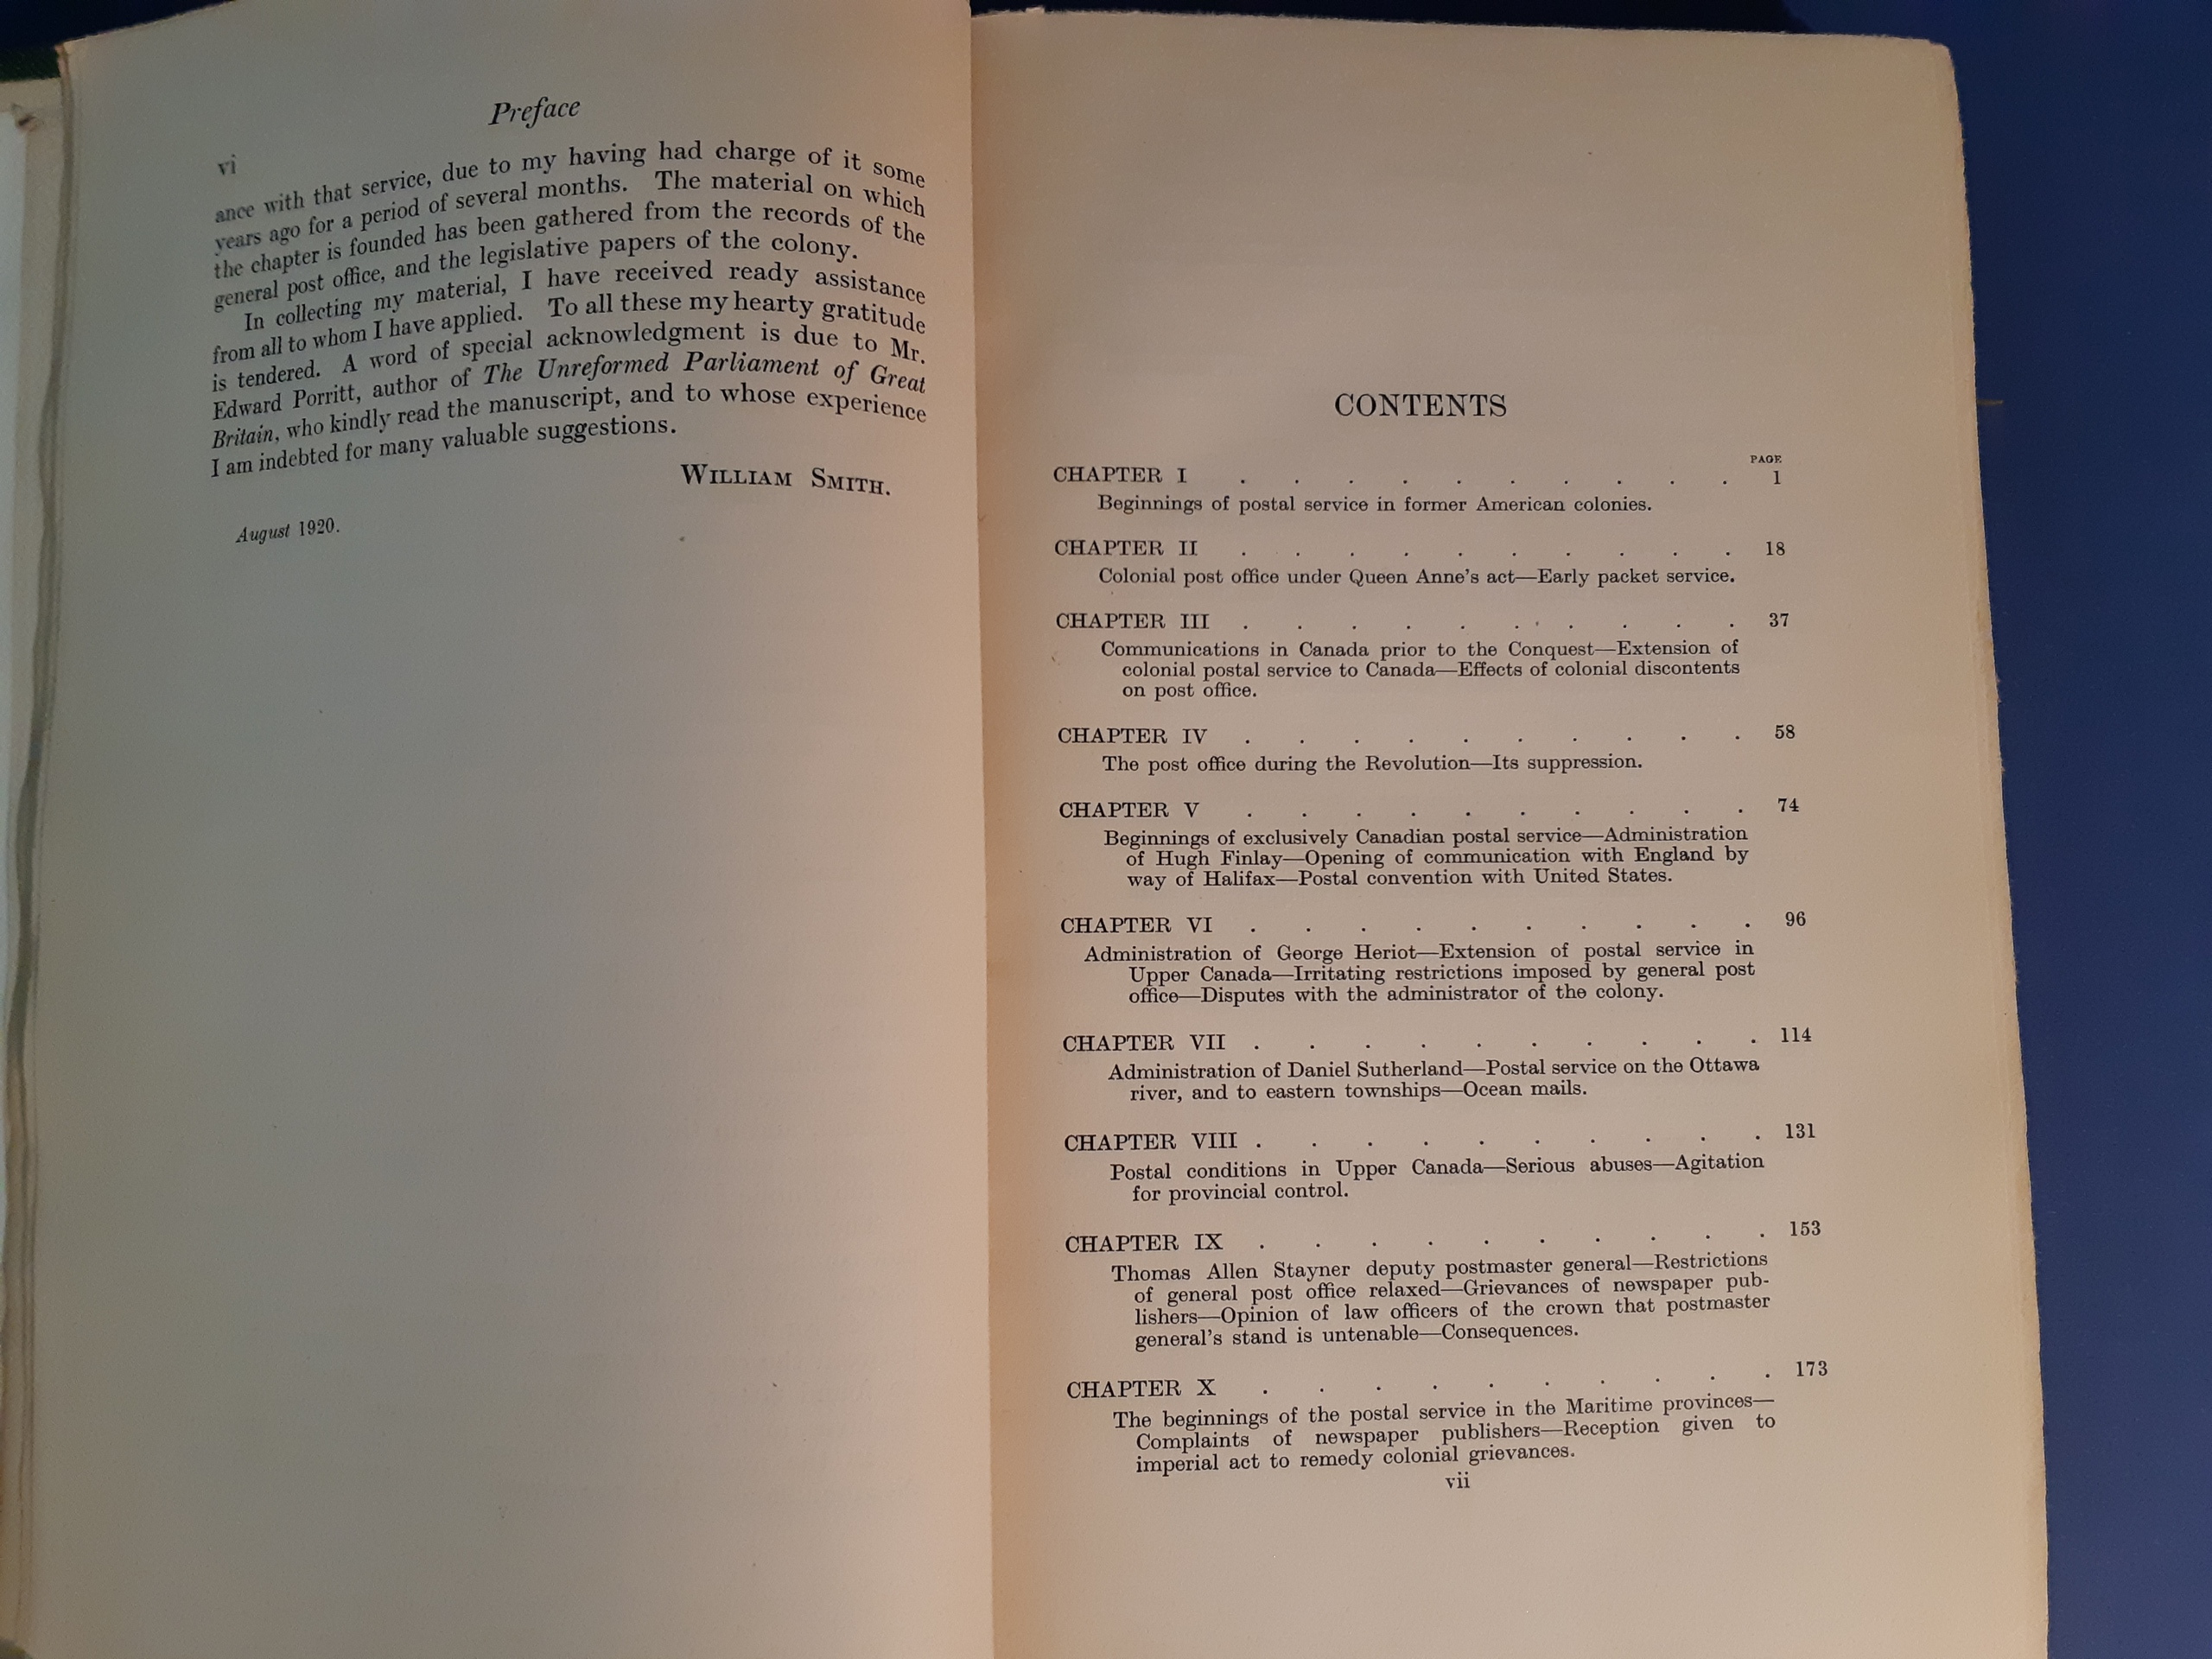 Preface
vi
ance with that service, due to my having had charge of it some
years ago for a period of several months. The material on which
the chapter is founded has been gathered from the records of the
general post office, and the legislative papers of the colony.
In collecting my material, I have received ready assistance
from all to whom I have applied. To all these my hearty gratitude
is tendered. A word of special acknowledgment is due to Mr.
Edward Porritt, author of The Unreformed Parliament of Great
Britain, who kindly read the manuscript, and to whose experience
I am indebted for many valuable suggestions.
WILLIAM SMITH.
August 1920.
CONTENTS
PAGE
CHAPTER I . . . . . . . . . . 1
Beginnings of postal service in former American colonies.
CHAPTER II . . . . . . . . . . 18
Colonial post office under Queen Anne's act—Early packet service.
CHAPTER III . . . . . . . . . . 37
Communications in Canada prior to the Conquest—Extension of
colonial postal service to Canada—Effects of colonial discontents
on post office.
CHAPTER IV . . . . . . . . . . 58
The post office during the Revolution—Its suppression.
CHAPTER V . . . . . . . . . . 74
Beginnings of exclusively Canadian postal service—Administration
of Hugh Finlay—Opening of communication with England by
way of Halifax—Postal convention with United States.
CHAPTER VI . . . . . . . . . . 96
Administration of George Heriot—Extension of postal service in
Upper Canada—Irritating restrictions imposed by general post
office—Disputes with the administrator of the colony.
CHAPTER VII . . . . . . . . . . 114
Administration of Daniel Sutherland—Postal service on the Ottawa
river, and to eastern townships—Ocean mails.
CHAPTER VIII . . . . . . . . . . 131
Postal conditions in Upper Canada—Serious abuses—Agitation
for provincial control.
CHAPTER IX . . . . . . . . . . 153
Thomas Allen Stayner deputy postmaster general—Restrictions
of general post office relaxed—Grievances of newspaper pub-
lishers—Opinion of law officers of the crown that postmaster
general's stand is untenable—Consequences.
CHAPTER X . . . . . . . . . . 173
The beginnings of the postal service in the Maritime provinces—
Complaints of newspaper publishers—Reception given to
imperial act to remedy colonial grievances.
vii